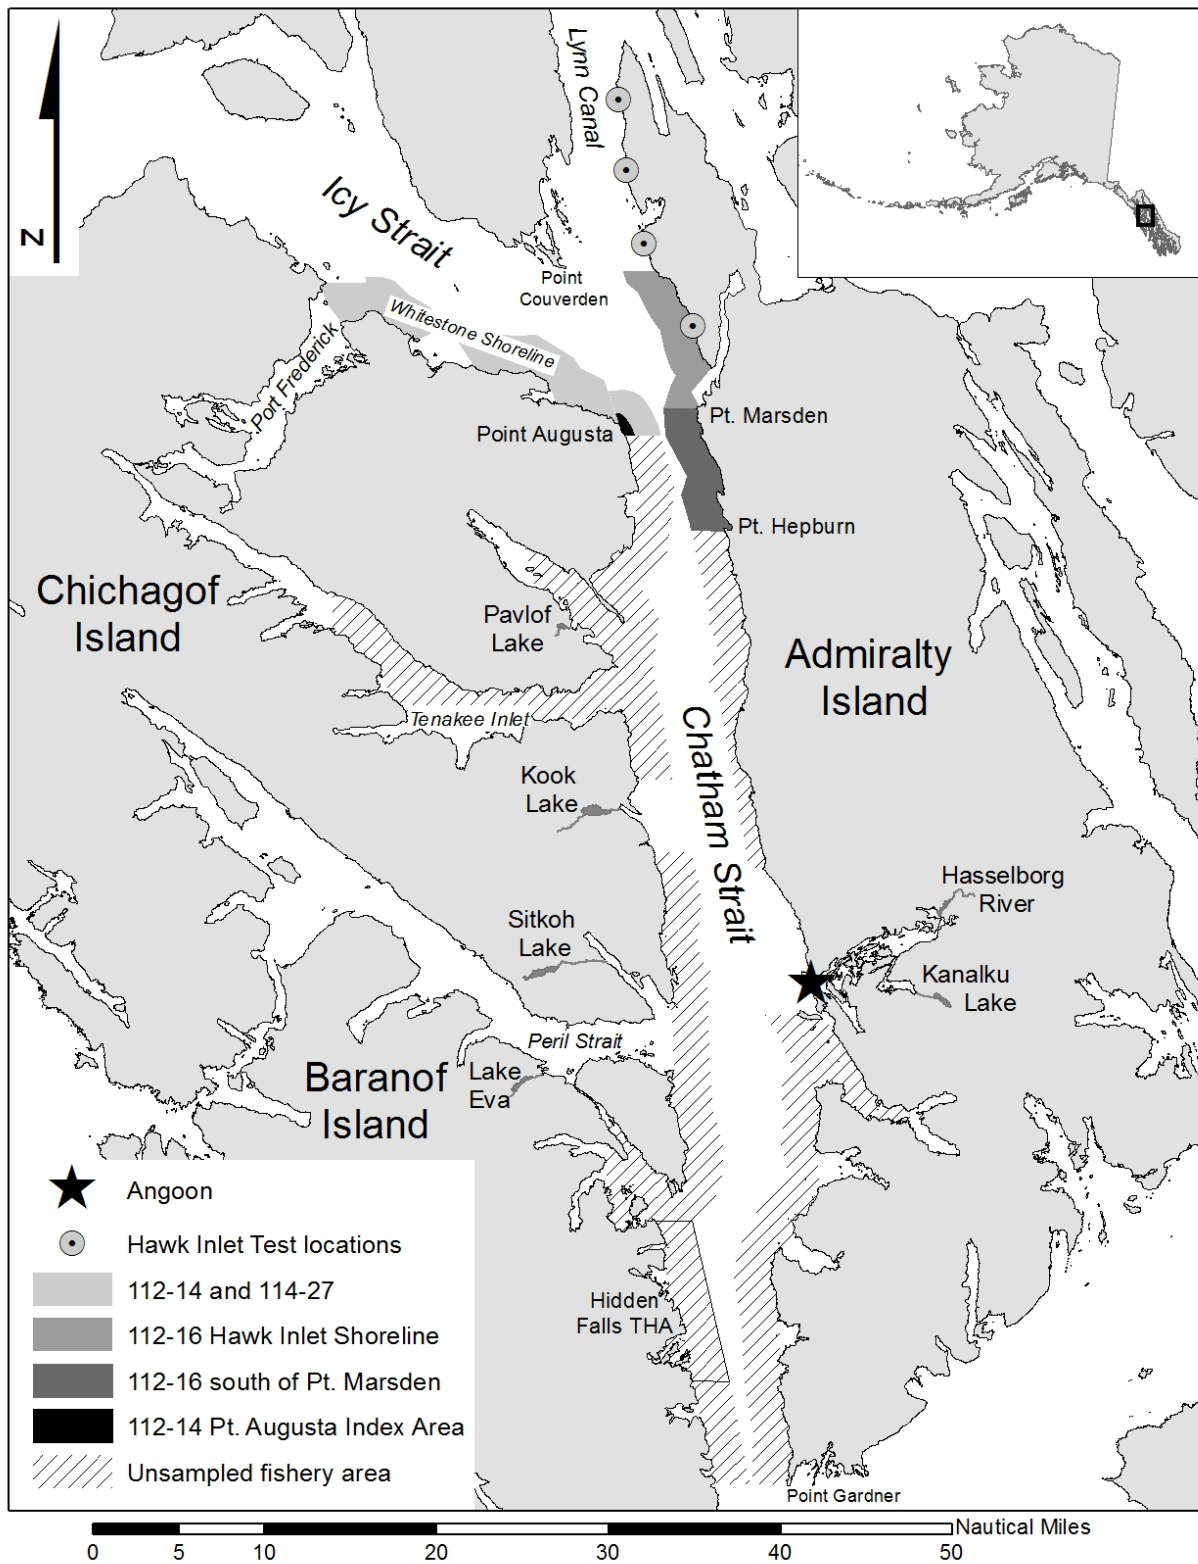 Lynn Canal
Icy Strait
N
Point
Couverden
Whitestone Shoreline
Port Frederick
Pt. Marsden
Point Augusta
Pt. Hepburn
Chichagof
Island
Pavlof
Lake
Admiralty
Island
Tenakee Inlet
Chatham Strait
Kook
Lake
Hasselborg
River
Sitkoh
Lake
Kanalku
Lake
Peril Strait
Baranof
Island
Lake
Eva
Angoon
Hawk Inlet Test locations
112-14 and 114-27
112-16 Hawk Inlet Shoreline
112-16 south of Pt. Marsden
112-14 Pt. Augusta Index Area
Unsampled fishery area
Hidden
Falls THA
Point Gardner
Nautical Miles
0 5 10 20 30 40 50